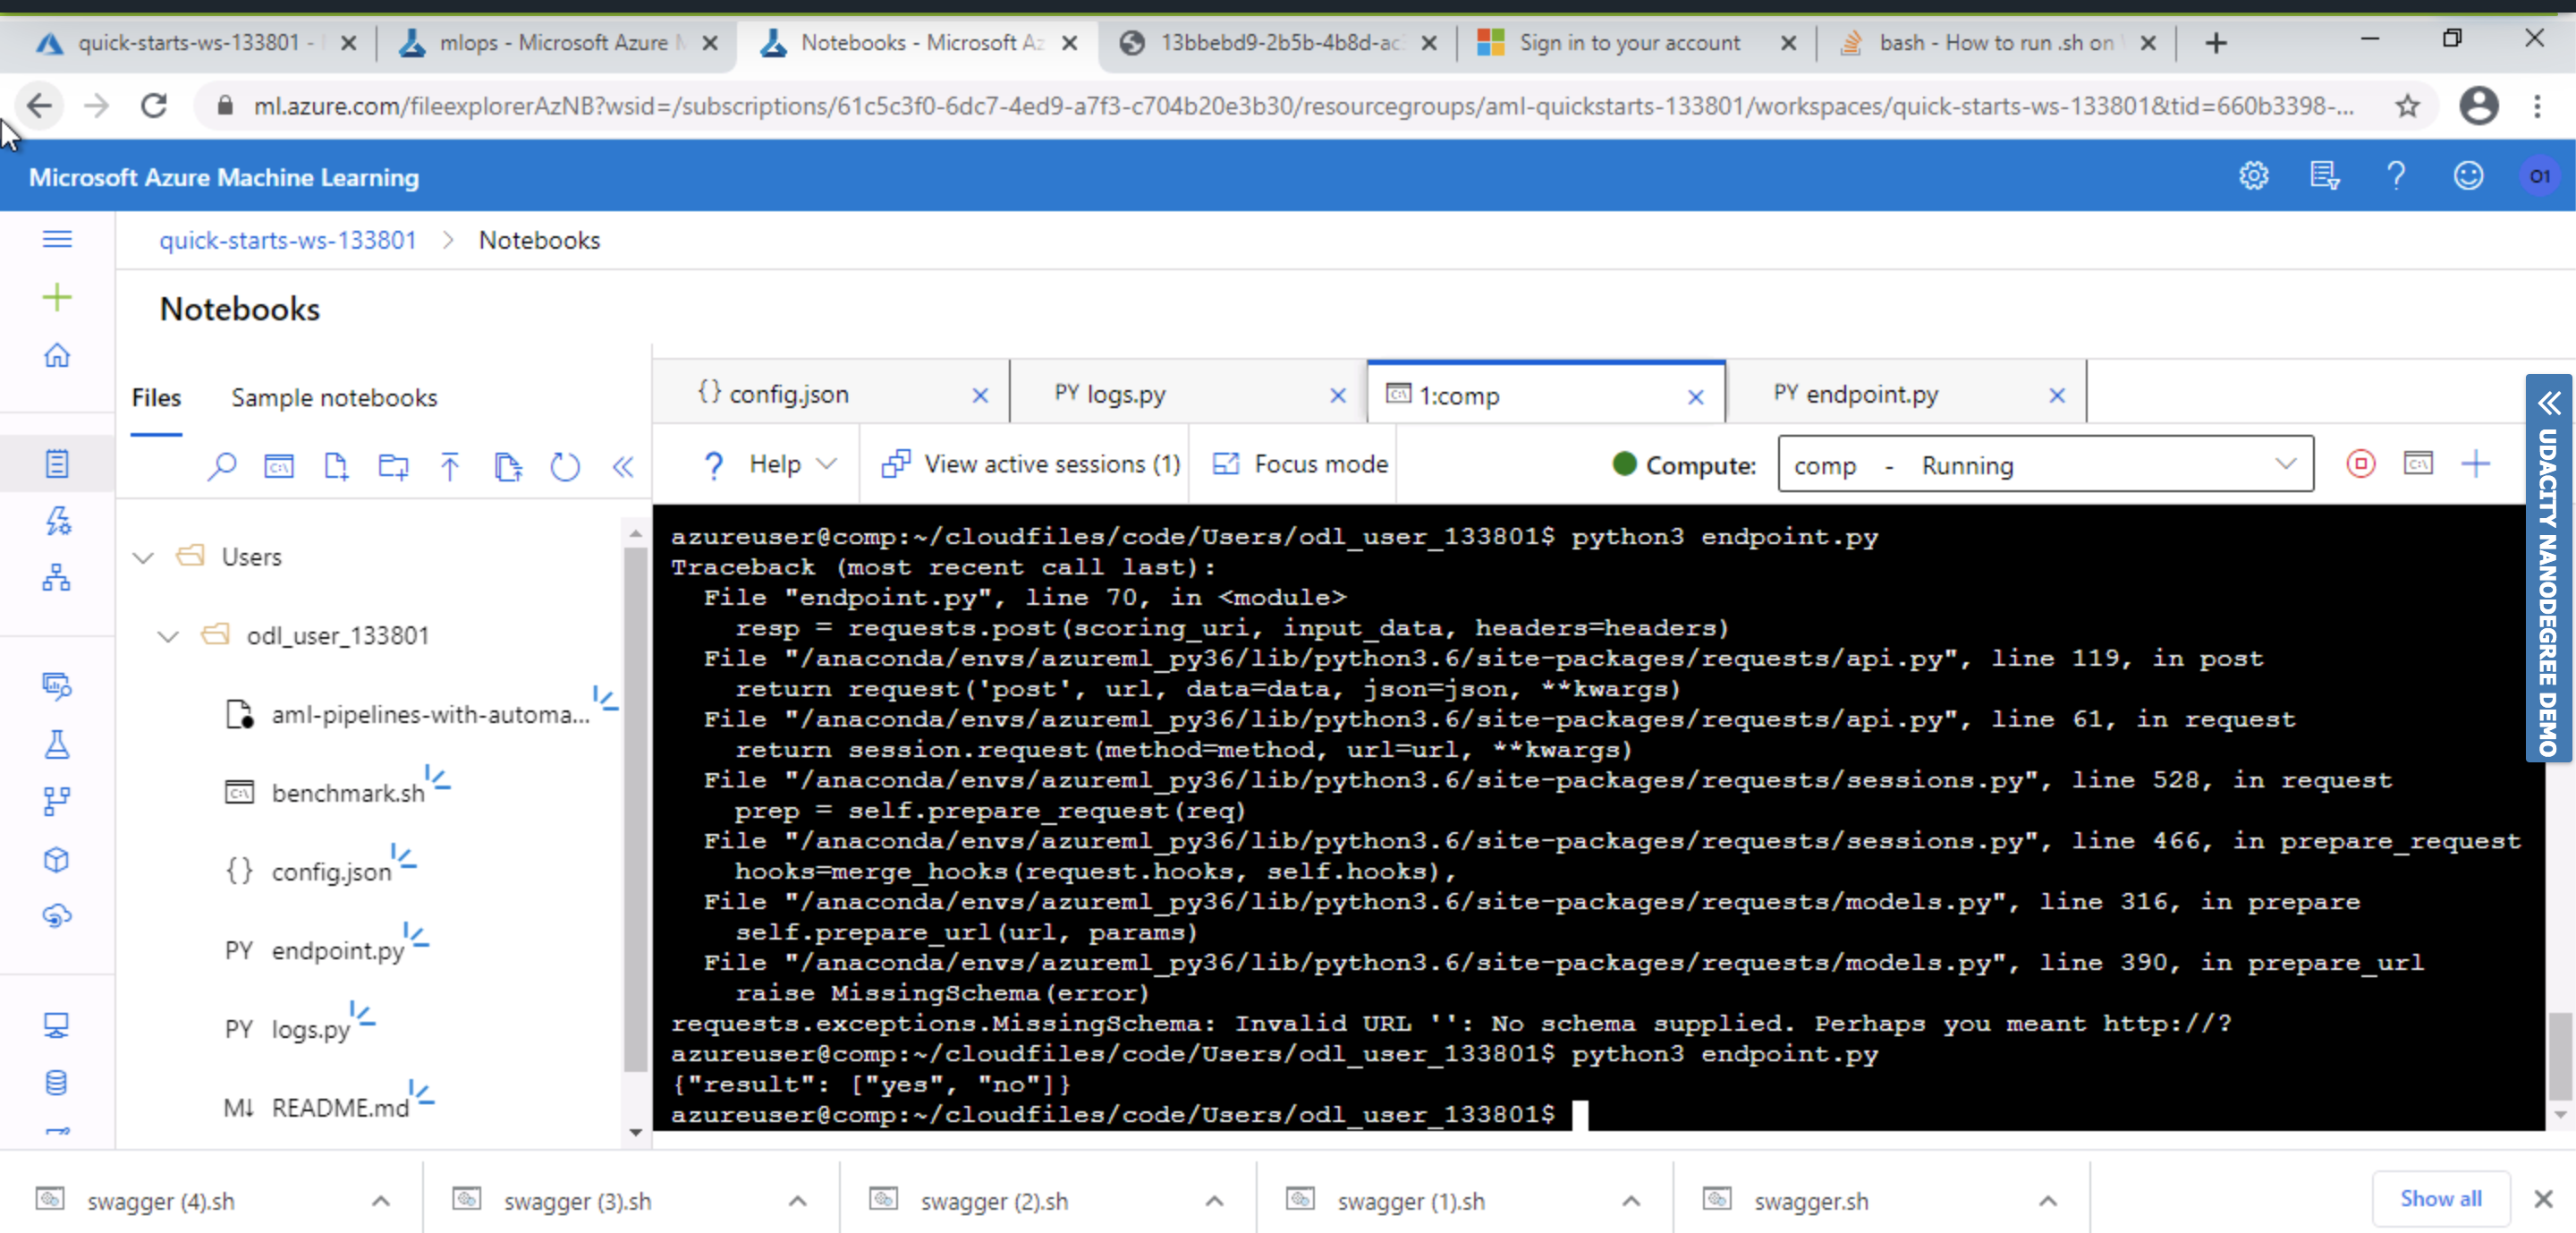 quick-starts-ws-133801 -
mlops - Microsoft Azure
Notebooks - Microsoft Az
13bbebd9-2b5b-4b8d-ac
Sign in to your account
bash - How to run .sh on
ml.azure.com/fileexplorerAzNB?wsid=/subscriptions/61c5c3f0-6dc7-4ed9-a7f3-c704b20e3b30/resourcegroups/aml-quickstarts-133801/workspaces/quick-starts-ws-133801&tid=660b3398-...
Microsoft Azure Machine Learning
O1
quick-starts-ws-133801 > Notebooks
Notebooks
Files
Sample notebooks
Users
odl_user_133801
aml-pipelines-with-automa...
benchmark.sh
{} config.json
PY endpoint.py
PY logs.py
M↓ README.md
{} config.json
PY logs.py
1:comp
PY endpoint.py
? Help
View active sessions (1)
Focus mode
Compute:
comp - Running
azureuser@comp:~/cloudfiles/code/Users/odl_user_133801$ python3 endpoint.py
Traceback (most recent call last):
  File "endpoint.py", line 70, in <module>
    resp = requests.post(scoring_uri, input_data, headers=headers)
  File "/anaconda/envs/azureml_py36/lib/python3.6/site-packages/requests/api.py", line 119, in post
    return request('post', url, data=data, json=json, **kwargs)
  File "/anaconda/envs/azureml_py36/lib/python3.6/site-packages/requests/api.py", line 61, in request
    return session.request(method=method, url=url, **kwargs)
  File "/anaconda/envs/azureml_py36/lib/python3.6/site-packages/requests/sessions.py", line 528, in request
    prep = self.prepare_request(req)
  File "/anaconda/envs/azureml_py36/lib/python3.6/site-packages/requests/sessions.py", line 466, in prepare_request
    hooks=merge_hooks(request.hooks, self.hooks),
  File "/anaconda/envs/azureml_py36/lib/python3.6/site-packages/requests/models.py", line 316, in prepare
    self.prepare_url(url, params)
  File "/anaconda/envs/azureml_py36/lib/python3.6/site-packages/requests/models.py", line 390, in prepare_url
    raise MissingSchema(error)
requests.exceptions.MissingSchema: Invalid URL '': No schema supplied. Perhaps you meant http://?
azureuser@comp:~/cloudfiles/code/Users/odl_user_133801$ python3 endpoint.py
{"result": ["yes", "no"]}
azureuser@comp:~/cloudfiles/code/Users/odl_user_133801$
UDACITY NANODEGREE DEMO
swagger (4).sh
swagger (3).sh
swagger (2).sh
swagger (1).sh
swagger.sh
Show all